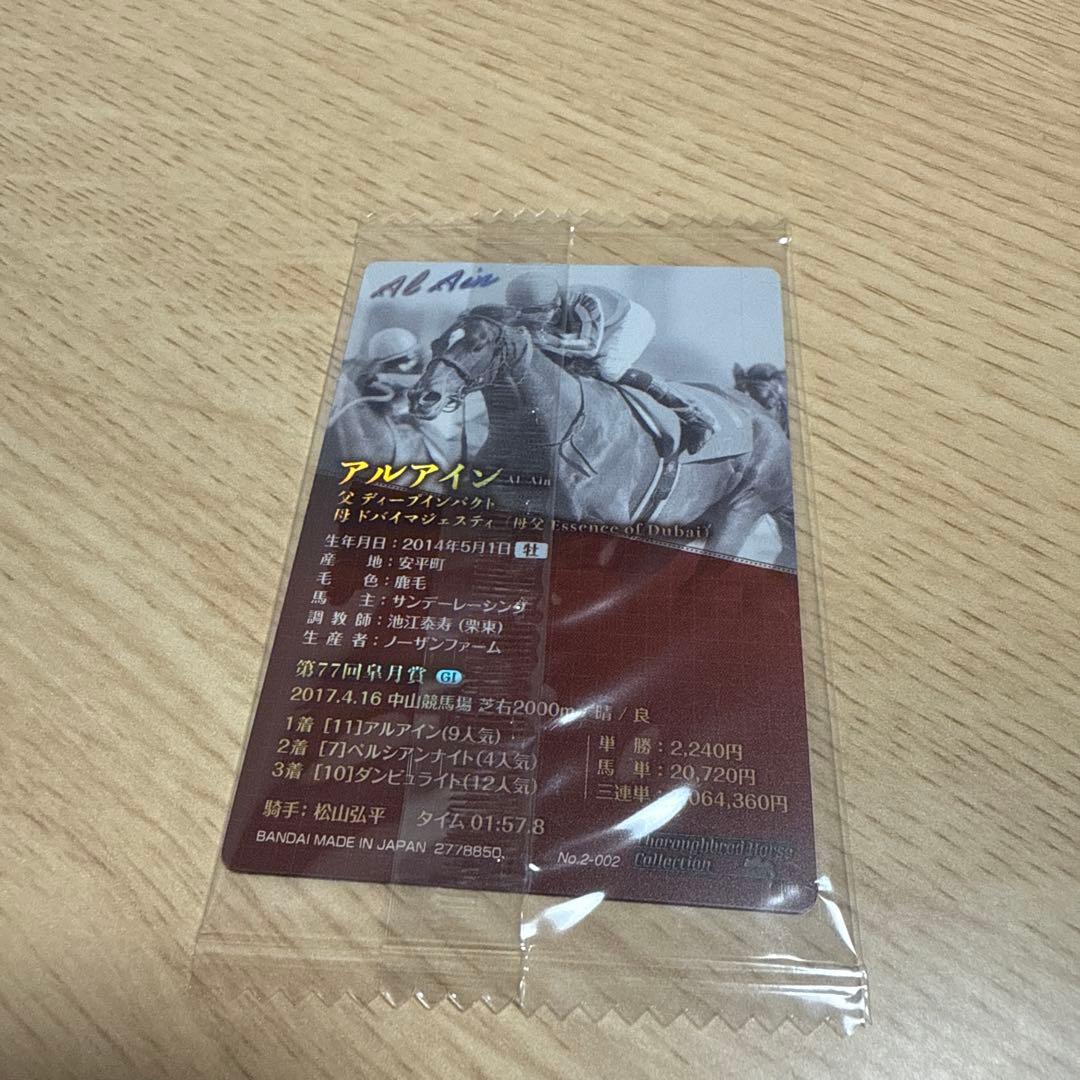 Al Ain
アルアイン Al Ain
父 ディープインパクト
母 ドバイマジェスティ (母父 Essence of Dubai)
生年月日：2014年5月1日 牡
産 地：安平町
毛 色：鹿毛
馬 主：サンデーレーシング
調教師：池江泰寿 (栗東)
生産者：ノーザンファーム
第77回皐月賞 GI
2017.4.16 中山競馬場 芝右2000m / 晴 / 良
1着 [11]アルアイン(9人気)
2着 [7]ペルシアンナイト(4人気)
3着 [10]ダンビュライト(12人気)
単 勝：2,240円
馬 単：20,720円
三連単： 064,360円
騎手：松山弘平 タイム 01:57.8
BANDAI MADE IN JAPAN 2778850
No.2-002
Thoroughbred Horse
Collection